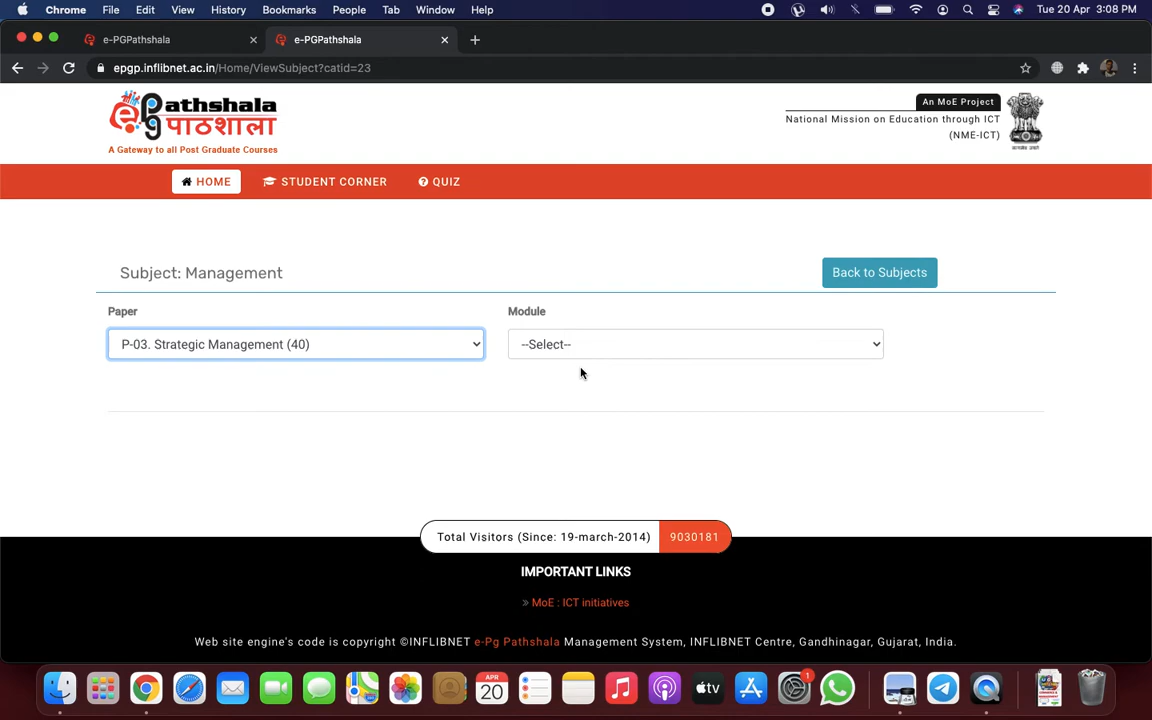 Chrome File Edit View History Bookmarks People Tab Window Help Tue 20 Apr 3:08 PM
e-PGPathshala e-PGPathshala
epgp.inflibnet.ac.in/Home/ViewSubject?catid=23
e Pg athshala
पाठशाला
A Gateway to all Post Graduate Courses
An MoE Project
National Mission on Education through ICT
(NME-ICT)
HOME STUDENT CORNER QUIZ
Subject: Management Back to Subjects
Paper Module
P-03. Strategic Management (40) --Select--
Total Visitors (Since: 19-march-2014) 9030181
IMPORTANT LINKS
» MoE : ICT initiatives
Web site engine's code is copyright ©INFLIBNET e-Pg Pathshala Management System, INFLIBNET Centre, Gandhinagar, Gujarat, India.
APR
20
tv
1